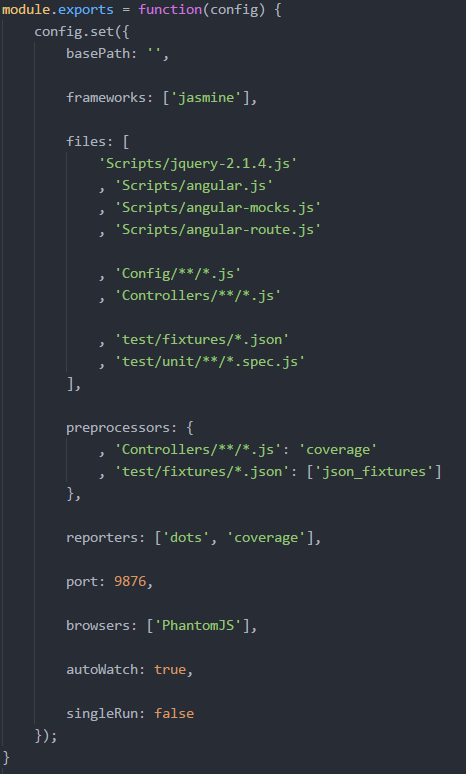 module.exports = function(config) {
    config.set({
        basePath: '',

        frameworks: ['jasmine'],

        files: [
            'Scripts/jquery-2.1.4.js'
            , 'Scripts/angular.js'
            , 'Scripts/angular-mocks.js'
            , 'Scripts/angular-route.js'

            , 'Config/**/*.js'
            , 'Controllers/**/*.js'

            , 'test/fixtures/*.json'
            , 'test/unit/**/*.spec.js'
        ],

        preprocessors: {
            , 'Controllers/**/*.js': 'coverage'
            , 'test/fixtures/*.json': ['json_fixtures']
        },

        reporters: ['dots', 'coverage'],

        port: 9876,

        browsers: ['PhantomJS'],

        autoWatch: true,

        singleRun: false
    });
}